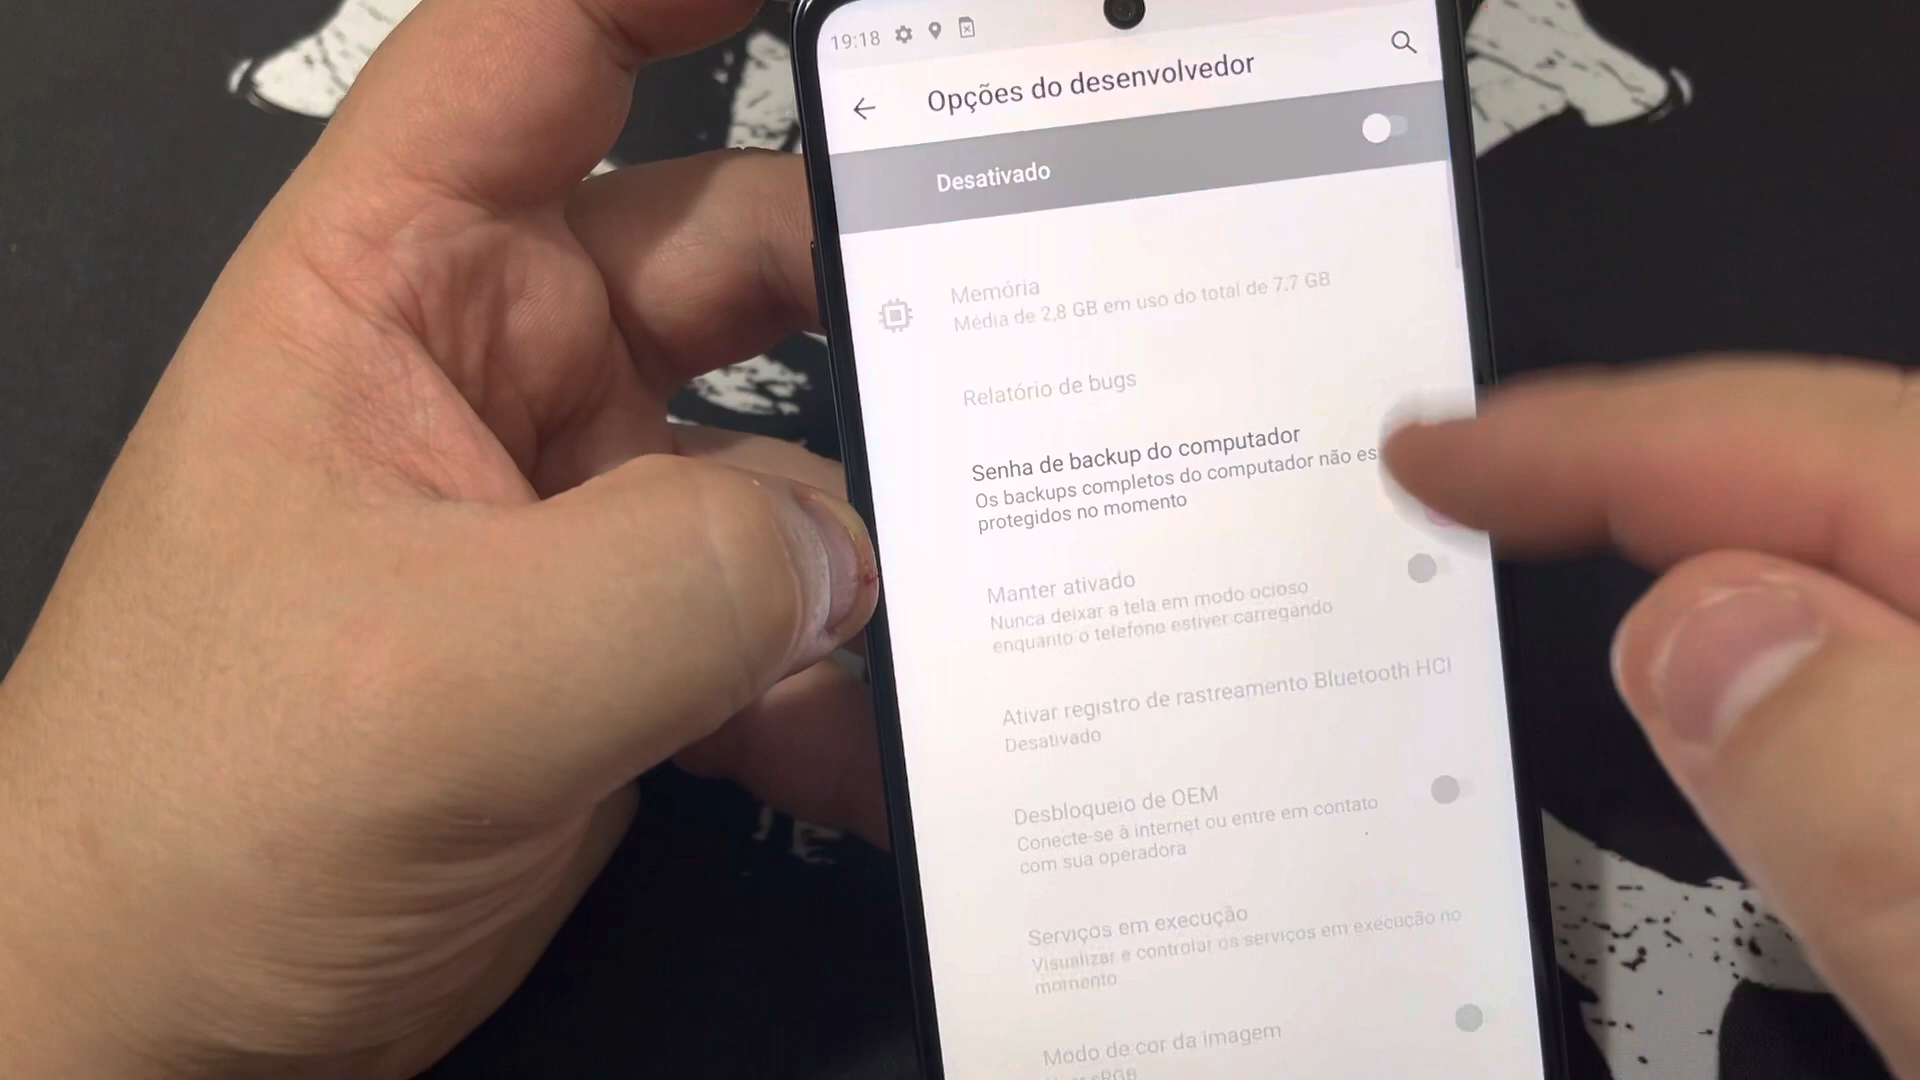 19:18
Opções do desenvolvedor
Desativado
Memória
Média de 2,8 GB em uso do total de 7.7 GB
Relatório de bugs
Senha de backup do computador
Os backups completos do computador não es
protegidos no momento
Manter ativado
Nunca deixar a tela em modo ocioso
enquanto o telefone estiver carregando
Ativar registro de rastreamento Bluetooth HCI
Desativado
Desbloqueio de OEM
Conecte-se à internet ou entre em contato
com sua operadora
Serviços em execução
Visualizar e controlar os serviços em execução no
momento
Modo de cor da imagem
sRGB